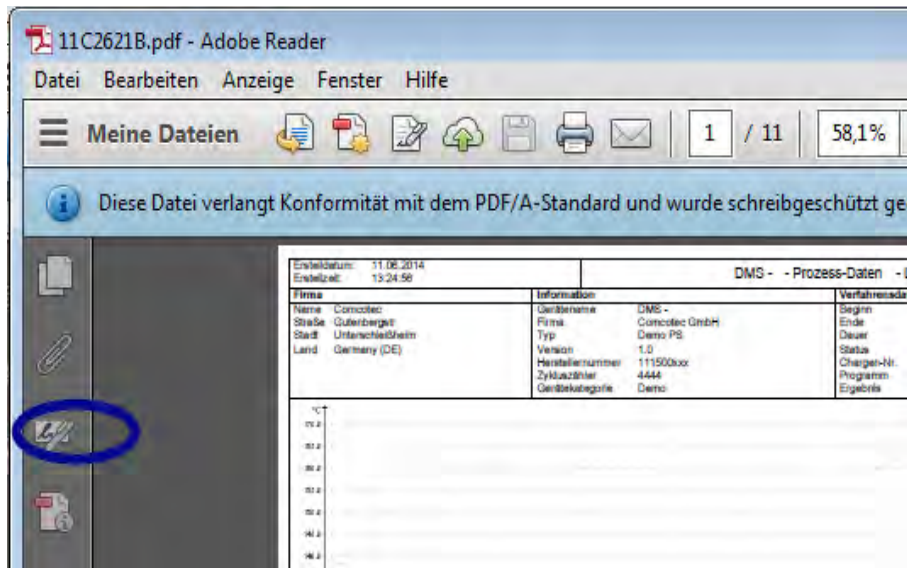 11C2621B.pdf - Adobe Reader
Datei Bearbeiten Anzeige Fenster Hilfe
Meine Dateien 1 / 11 58,1%
Diese Datei verlangt Konformität mit dem PDF/A-Standard und wurde schreibgeschützt ge
Erstelldatum: 11.06.2014
Erstellzeit: 13:24:56
DMS - - Prozess-Daten -
Firma Information Verfahrensda
Name Comcotec Gerätename DMS - Beginn
Straße Gutenbergstr Firma Comcotec GmbH Ende
Stadt Unterschleißheim Typ Demo PS Dauer
Land Germany (DE) Version 1.0 Status
Herstellernummer 111500xxx Chargen-Nr.
Zykluszähler 4444 Programm
Gerätekategorie Demo Ergebnis
°C